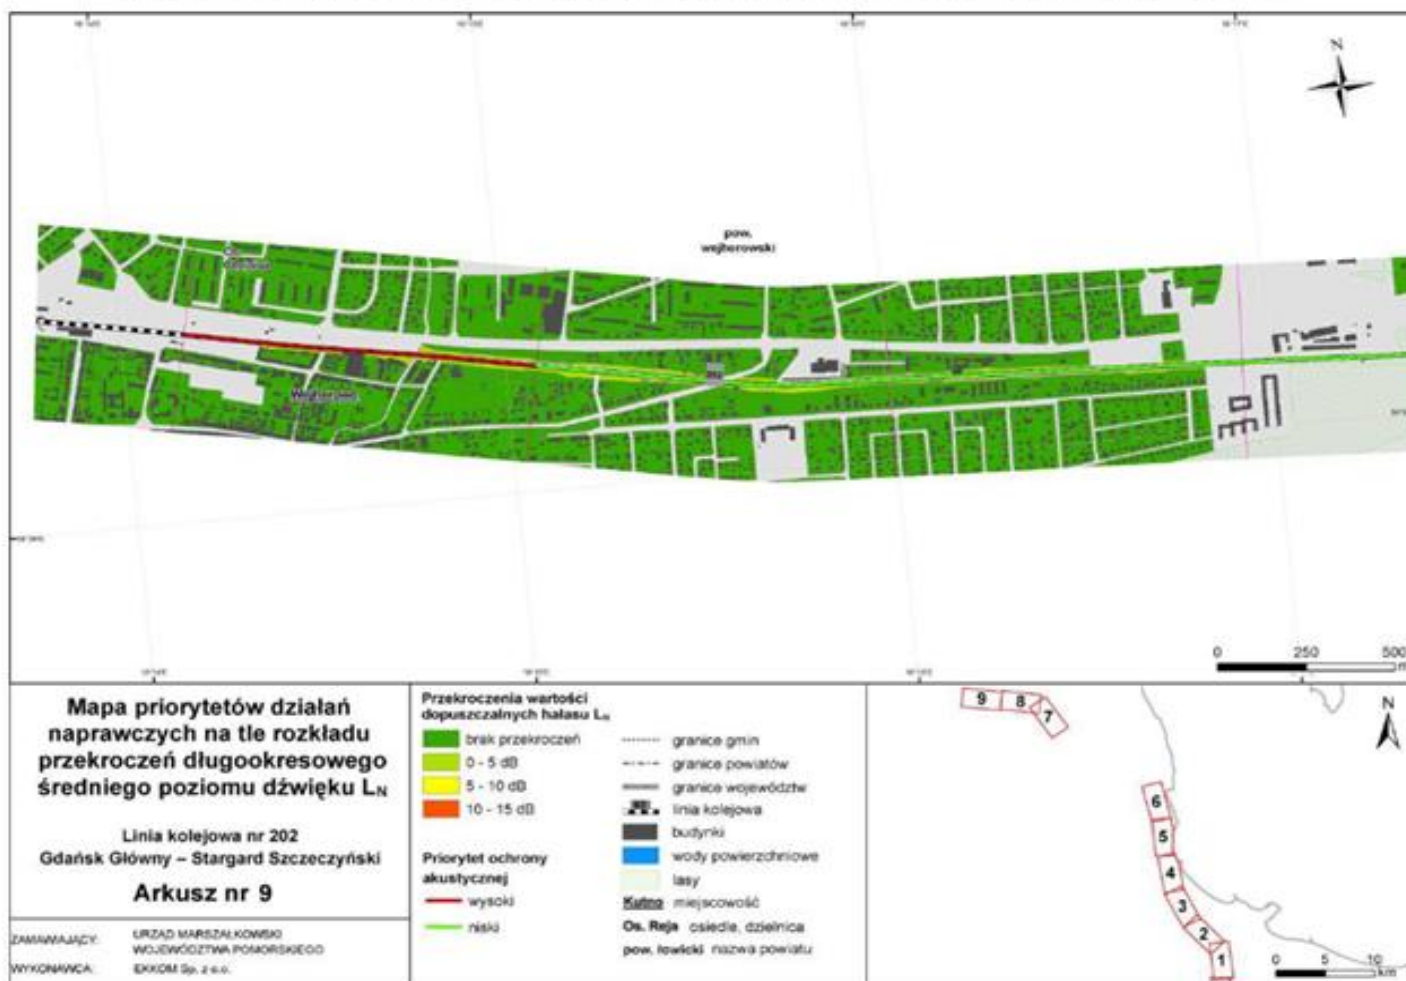 N
pow.
wejherowski
Wejherowo
0 250 500
m
Mapa priorytetów działań
naprawczych na tle rozkładu
przekroczeń długookresowego
średniego poziomu dźwięku LN
Linia kolejowa nr 202
Gdańsk Główny – Stargard Szczeczyński
Arkusz nr 9
ZAMAWIAJĄCY: URZĄD MARSZAŁKOWSKI
WOJEWÓDZTWA POMORSKIEGO
WYKONAWCA: EKKOM Sp. z o.o.
Przekroczenia wartości
dopuszczalnych hałasu LN
brak przekroczeń
0 - 5 dB
5 - 10 dB
10 - 15 dB
Priorytet ochrony
akustycznej
wysoki
niski
granice gmin
granice powiatów
granice województw
linia kolejowa
budynki
wody powierzchniowe
lasy
Kutno miejscowość
Os. Reja osiedle, dzielnica
pow. łowicki nazwa powiatu
N
9 8 7
6
5
4
3
2
1
0 5 10
km